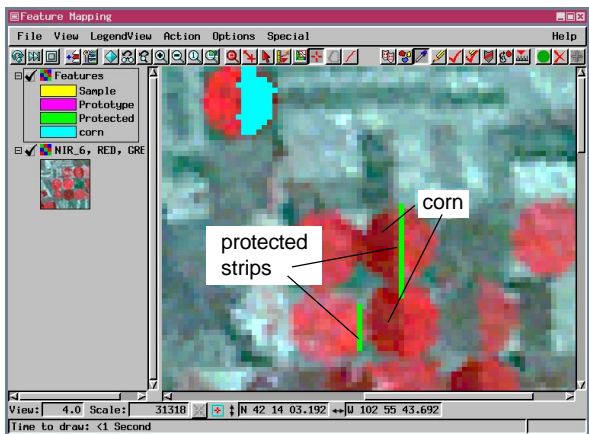 Feature Mapping
File View LegendView Action Options Special Help
Features
Sample
Prototype
Protected
corn
NIR_6, RED, GRE
corn
protected
strips
View: 4.0 Scale: 31318 N 42 14 03.192 W 102 55 43.692
Time to draw: <1 Second